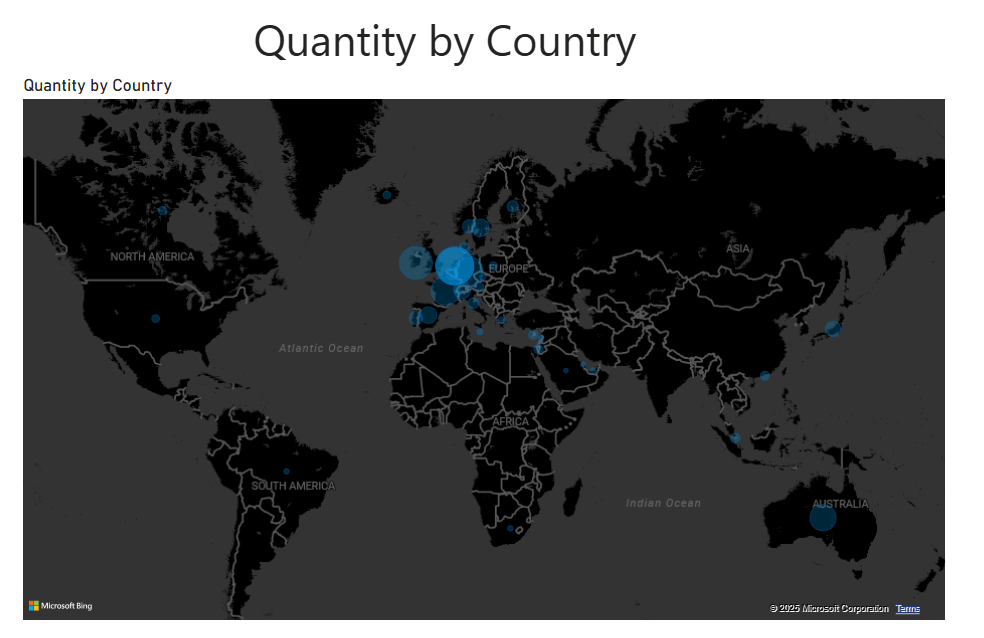 Quantity by Country
Quantity by Country
NORTH AMERICA
ASIA
EUROPE
Atlantic Ocean
AFRICA
SOUTH AMERICA
Indian Ocean
AUSTRALIA
Microsoft Bing
© 2025 Microsoft Corporation Terms